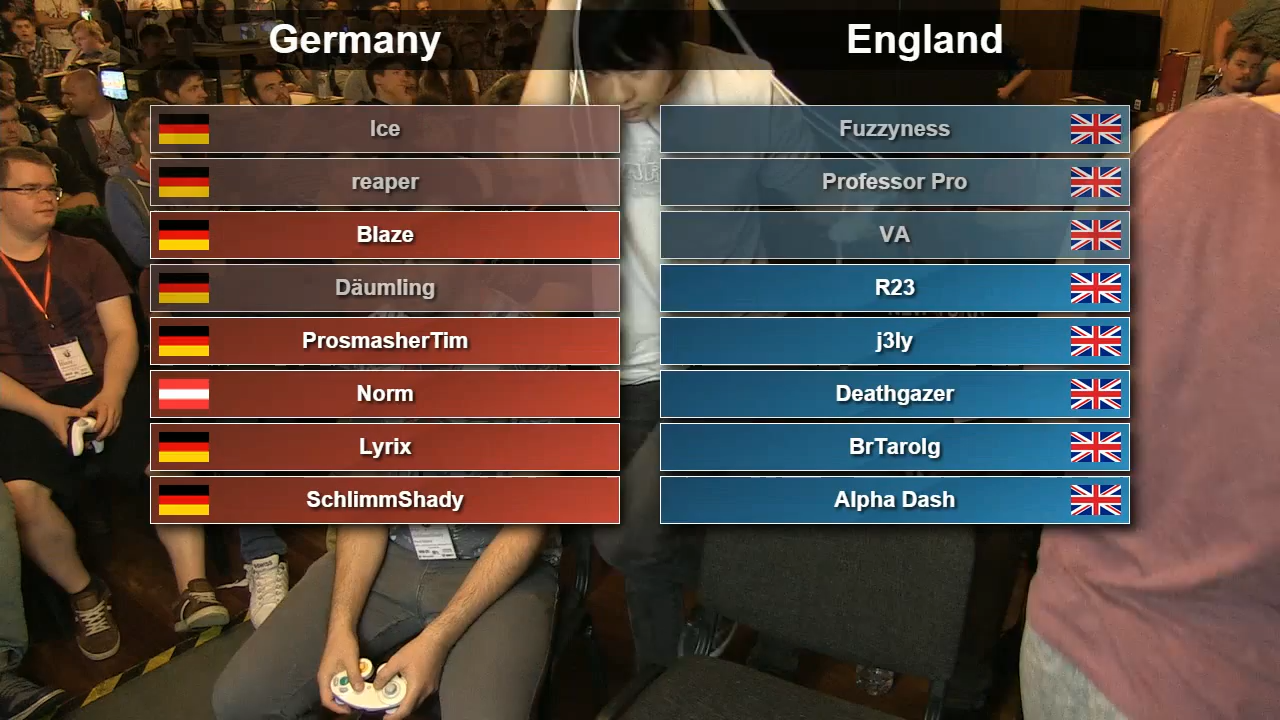 Germany
England
Ice
Fuzzyness
reaper
Professor Pro
Blaze
VA
Däumling
R23
ProsmasherTim
j3ly
Norm
Deathgazer
Lyrix
BrTarolg
SchlimmShady
Alpha Dash